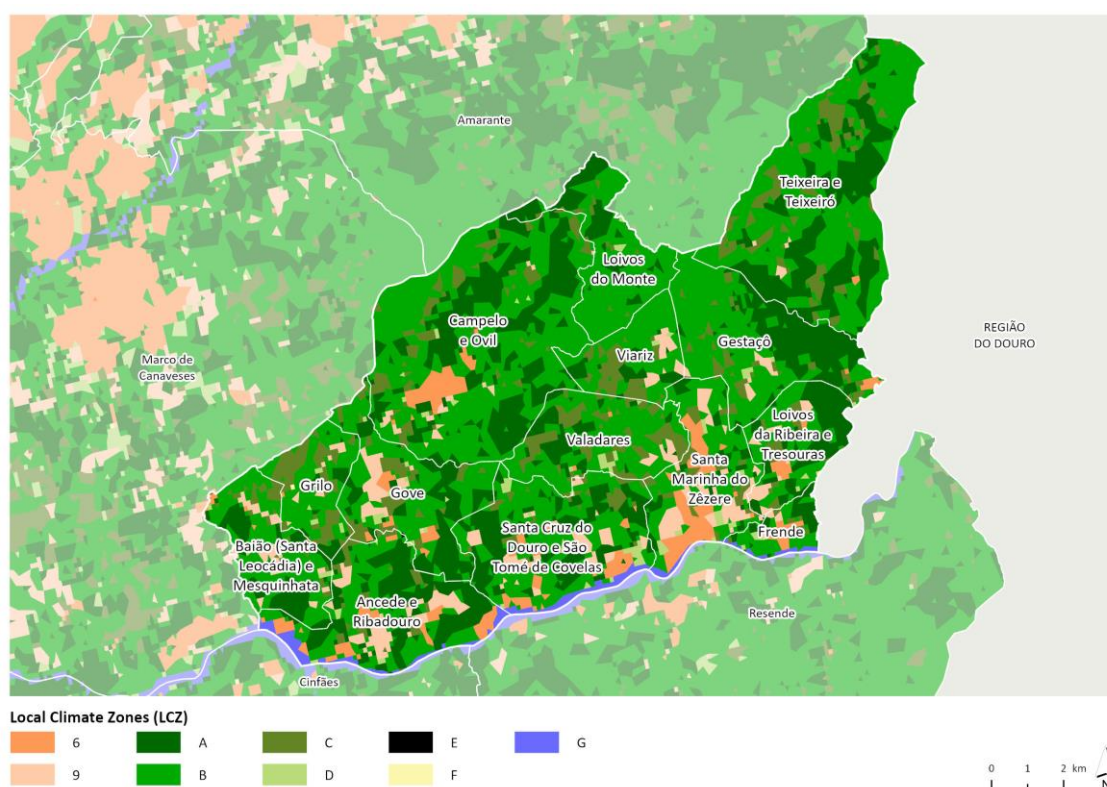 Amarante
Teixeira e
Teixeiró
Loivos
do Monte
REGIÃO
DO DOURO
Campelo
e Ovil
Gestaçô
Viariz
Marco de
Canaveses
Loivos
da Ribeira e
Tresouras
Valadares
Santa
Marinha do
Zêzere
Grilo
Gove
Santa Cruz do
Douro e São
Tomé de Covelas
Frende
Baião (Santa
Leocádia) e
Mesquinhata
Ancede e
Ribadouro
Resende
Cinfães
Local Climate Zones (LCZ)
6 A C E G
9 B D F
0 1 2 km
N